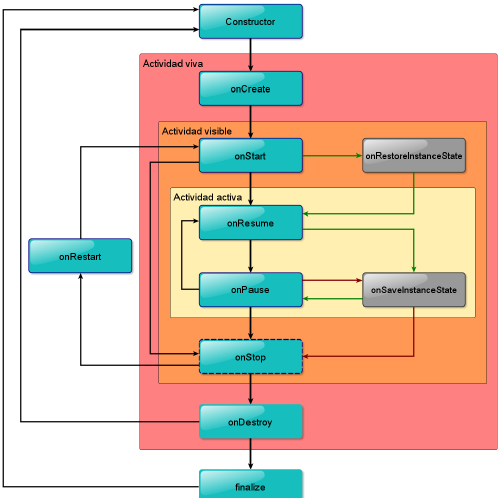 Constructor
Actividad viva
onCreate
Actividad visible
onStart
onRestoreInstanceState
Actividad activa
onResume
onRestart
onPause
onSaveInstanceState
onStop
onDestroy
finalize